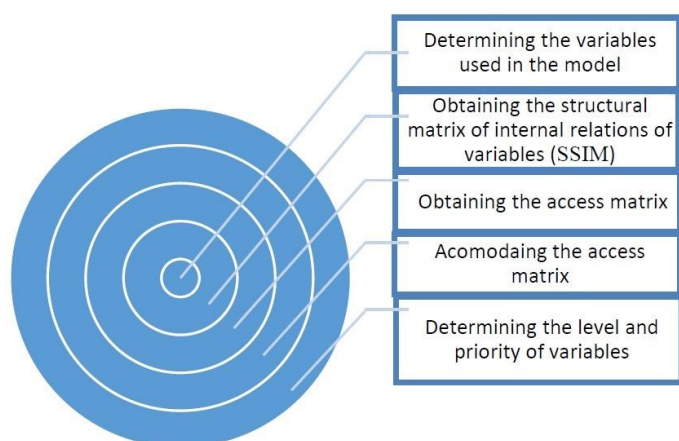 Determining the variables
used in the model
Obtaining the structural
matrix of internal relations of
variables (SSIM)
Obtaining the access matrix
Acomodaing the access
matrix
Determining the level and
priority of variables